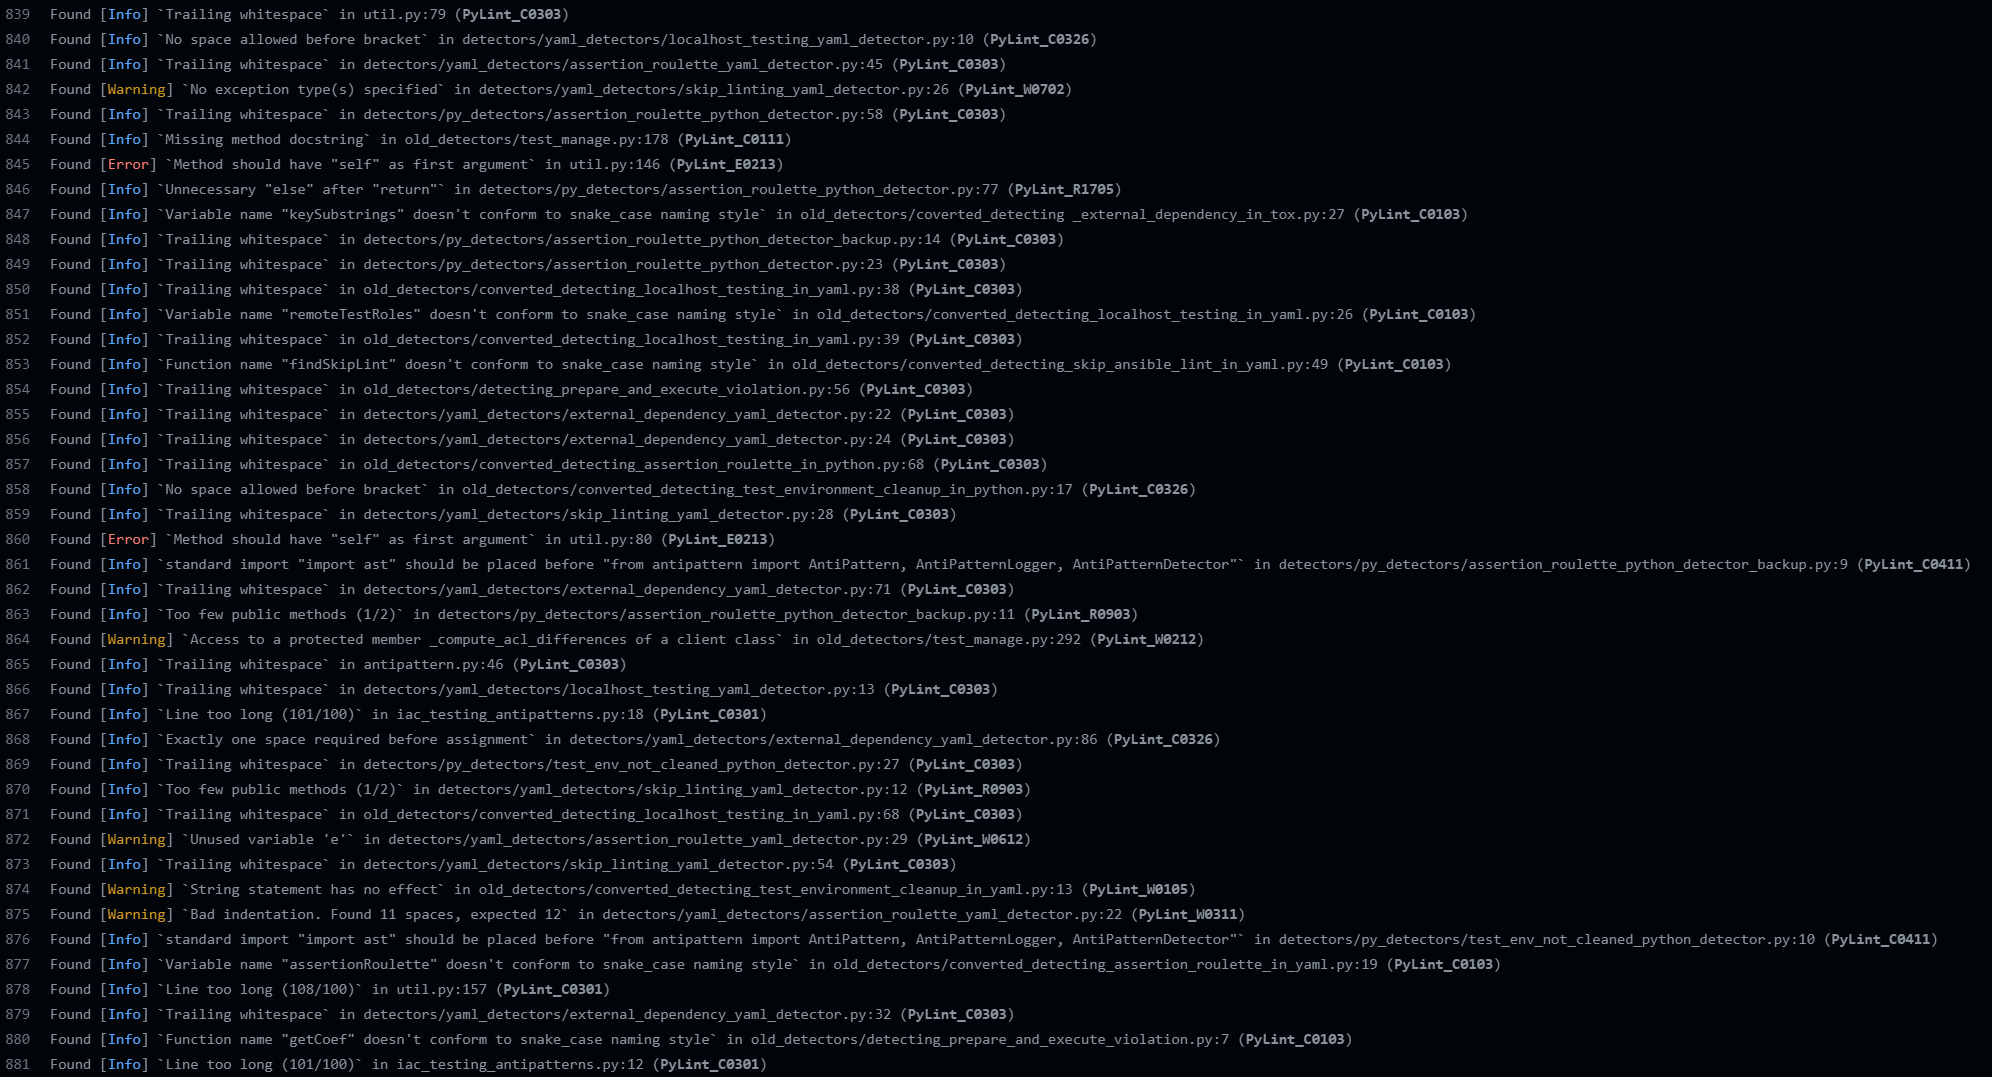 839 Found [Info] `Trailing whitespace` in util.py:79 (PyLint_C0303)
840 Found [Info] `No space allowed before bracket` in detectors/yaml_detectors/localhost_testing_yaml_detector.py:10 (PyLint_C0326)
841 Found [Info] `Trailing whitespace` in detectors/yaml_detectors/assertion_roulette_yaml_detector.py:45 (PyLint_C0303)
842 Found [Warning] `No exception type(s) specified` in detectors/yaml_detectors/skip_linting_yaml_detector.py:26 (PyLint_W0702)
843 Found [Info] `Trailing whitespace` in detectors/py_detectors/assertion_roulette_python_detector.py:58 (PyLint_C0303)
844 Found [Info] `Missing method docstring` in old_detectors/test_manage.py:178 (PyLint_C0111)
845 Found [Error] `Method should have "self" as first argument` in util.py:146 (PyLint_E0213)
846 Found [Info] `Unnecessary "else" after "return"` in detectors/py_detectors/assertion_roulette_python_detector.py:77 (PyLint_R1705)
847 Found [Info] `Variable name "keySubstrings" doesn't conform to snake_case naming style` in old_detectors/coverted_detecting _external_dependency_in_tox.py:27 (PyLint_C0103)
848 Found [Info] `Trailing whitespace` in detectors/py_detectors/assertion_roulette_python_detector_backup.py:14 (PyLint_C0303)
849 Found [Info] `Trailing whitespace` in detectors/py_detectors/assertion_roulette_python_detector.py:23 (PyLint_C0303)
850 Found [Info] `Trailing whitespace` in old_detectors/converted_detecting_localhost_testing_in_yaml.py:38 (PyLint_C0303)
851 Found [Info] `Variable name "remoteTestRoles" doesn't conform to snake_case naming style` in old_detectors/converted_detecting_localhost_testing_in_yaml.py:26 (PyLint_C0103)
852 Found [Info] `Trailing whitespace` in old_detectors/converted_detecting_localhost_testing_in_yaml.py:39 (PyLint_C0303)
853 Found [Info] `Function name "findSkipLint" doesn't conform to snake_case naming style` in old_detectors/converted_detecting_skip_ansible_lint_in_yaml.py:49 (PyLint_C0103)
854 Found [Info] `Trailing whitespace` in old_detectors/detecting_prepare_and_execute_violation.py:56 (PyLint_C0303)
855 Found [Info] `Trailing whitespace` in detectors/yaml_detectors/external_dependency_yaml_detector.py:22 (PyLint_C0303)
856 Found [Info] `Trailing whitespace` in detectors/yaml_detectors/external_dependency_yaml_detector.py:24 (PyLint_C0303)
857 Found [Info] `Trailing whitespace` in old_detectors/converted_detecting_assertion_roulette_in_python.py:68 (PyLint_C0303)
858 Found [Info] `No space allowed before bracket` in old_detectors/converted_detecting_test_environment_cleanup_in_python.py:17 (PyLint_C0326)
859 Found [Info] `Trailing whitespace` in detectors/yaml_detectors/skip_linting_yaml_detector.py:28 (PyLint_C0303)
860 Found [Error] `Method should have "self" as first argument` in util.py:80 (PyLint_E0213)
861 Found [Info] `standard import "import ast" should be placed before "from antipattern import AntiPattern, AntiPatternLogger, AntiPatternDetector"` in detectors/py_detectors/assertion_roulette_python_detector_backup.py:9 (PyLint_C0411)
862 Found [Info] `Trailing whitespace` in detectors/yaml_detectors/external_dependency_yaml_detector.py:71 (PyLint_C0303)
863 Found [Info] `Too few public methods (1/2)` in detectors/py_detectors/assertion_roulette_python_detector_backup.py:11 (PyLint_R0903)
864 Found [Warning] `Access to a protected member _compute_acl_differences of a client class` in old_detectors/test_manage.py:292 (PyLint_W0212)
865 Found [Info] `Trailing whitespace` in antipattern.py:46 (PyLint_C0303)
866 Found [Info] `Trailing whitespace` in detectors/yaml_detectors/localhost_testing_yaml_detector.py:13 (PyLint_C0303)
867 Found [Info] `Line too long (101/100)` in iac_testing_antipatterns.py:18 (PyLint_C0301)
868 Found [Info] `Exactly one space required before assignment` in detectors/yaml_detectors/external_dependency_yaml_detector.py:86 (PyLint_C0326)
869 Found [Info] `Trailing whitespace` in detectors/py_detectors/test_env_not_cleaned_python_detector.py:27 (PyLint_C0303)
870 Found [Info] `Too few public methods (1/2)` in detectors/yaml_detectors/skip_linting_yaml_detector.py:12 (PyLint_R0903)
871 Found [Info] `Trailing whitespace` in old_detectors/converted_detecting_localhost_testing_in_yaml.py:68 (PyLint_C0303)
872 Found [Warning] `Unused variable 'e'` in detectors/yaml_detectors/assertion_roulette_yaml_detector.py:29 (PyLint_W0612)
873 Found [Info] `Trailing whitespace` in detectors/yaml_detectors/skip_linting_yaml_detector.py:54 (PyLint_C0303)
874 Found [Warning] `String statement has no effect` in old_detectors/converted_detecting_test_environment_cleanup_in_yaml.py:13 (PyLint_W0105)
875 Found [Warning] `Bad indentation. Found 11 spaces, expected 12` in detectors/yaml_detectors/assertion_roulette_yaml_detector.py:22 (PyLint_W0311)
876 Found [Info] `standard import "import ast" should be placed before "from antipattern import AntiPattern, AntiPatternLogger, AntiPatternDetector"` in detectors/py_detectors/test_env_not_cleaned_python_detector.py:10 (PyLint_C0411)
877 Found [Info] `Variable name "assertionRoulette" doesn't conform to snake_case naming style` in old_detectors/converted_detecting_assertion_roulette_in_yaml.py:19 (PyLint_C0103)
878 Found [Info] `Line too long (108/100)` in util.py:157 (PyLint_C0301)
879 Found [Info] `Trailing whitespace` in detectors/yaml_detectors/external_dependency_yaml_detector.py:32 (PyLint_C0303)
880 Found [Info] `Function name "getCoef" doesn't conform to snake_case naming style` in old_detectors/detecting_prepare_and_execute_violation.py:7 (PyLint_C0103)
881 Found [Info] `Line too long (101/100)` in iac_testing_antipatterns.py:12 (PyLint_C0301)